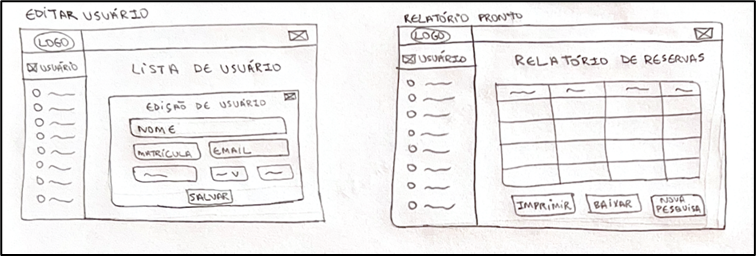 EDITAR USUÁRIO
LOGO
USUÁRIO
LISTA DE USUÁRIO
EDIÇÃO DE USUÁRIO
NOME
MATRÍCULA
EMAIL
SALVAR
RELATÓRIO PRONTO
LOGO
USUÁRIO
RELATÓRIO DE RESERVAS
IMPRIMIR
BAIXAR
NOVA
PESQUISA